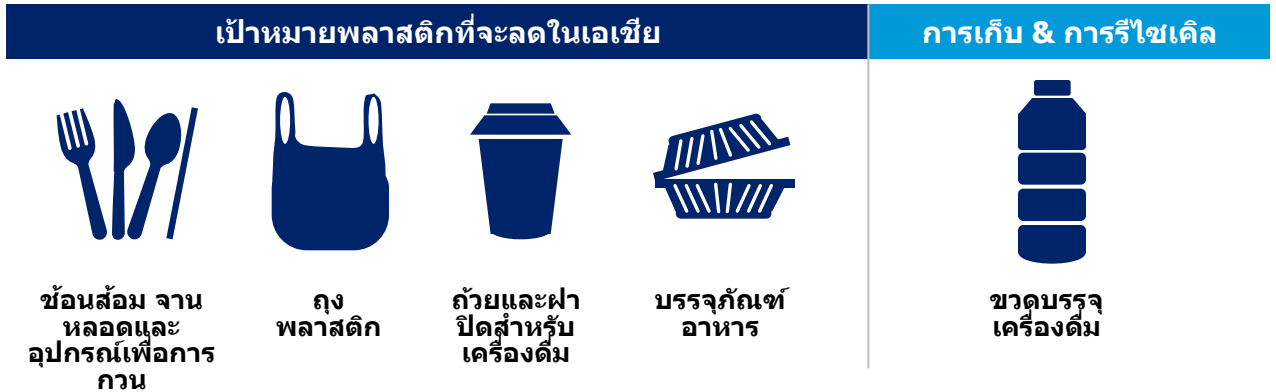 เป้าหมายพลาสติกที่จะลดในเอเชีย
การเก็บ & การรีไซเคิล
ช้อนส้อม จาน
หลอดและ
อุปกรณ์เพื่อการ
กวน
ถุง
พลาสติก
ถ้วยและฝา
ปิดสำหรับ
เครื่องดื่ม
บรรจุภัณฑ์
อาหาร
ขวดบรรจุ
เครื่องดื่ม